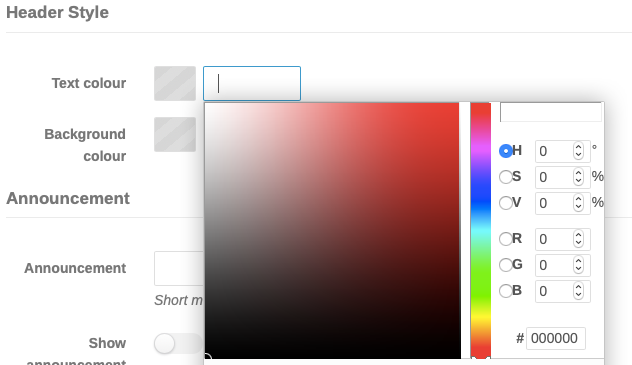 Header Style
Text colour
Background
colour
H 0 °
S 0 %
V 0 %
R 0
G 0
B 0
# 000000
Announcement
Announcement
Short m
Show
announcement